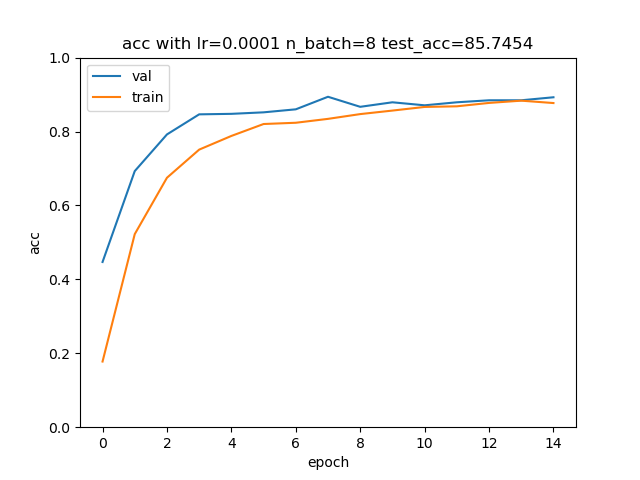 acc with lr=0.0001 n_batch=8 test_acc=85.7454
val
train
1.0
0.8
0.6
0.4
0.2
0.0
acc
0 2 4 6 8 10 12 14
epoch